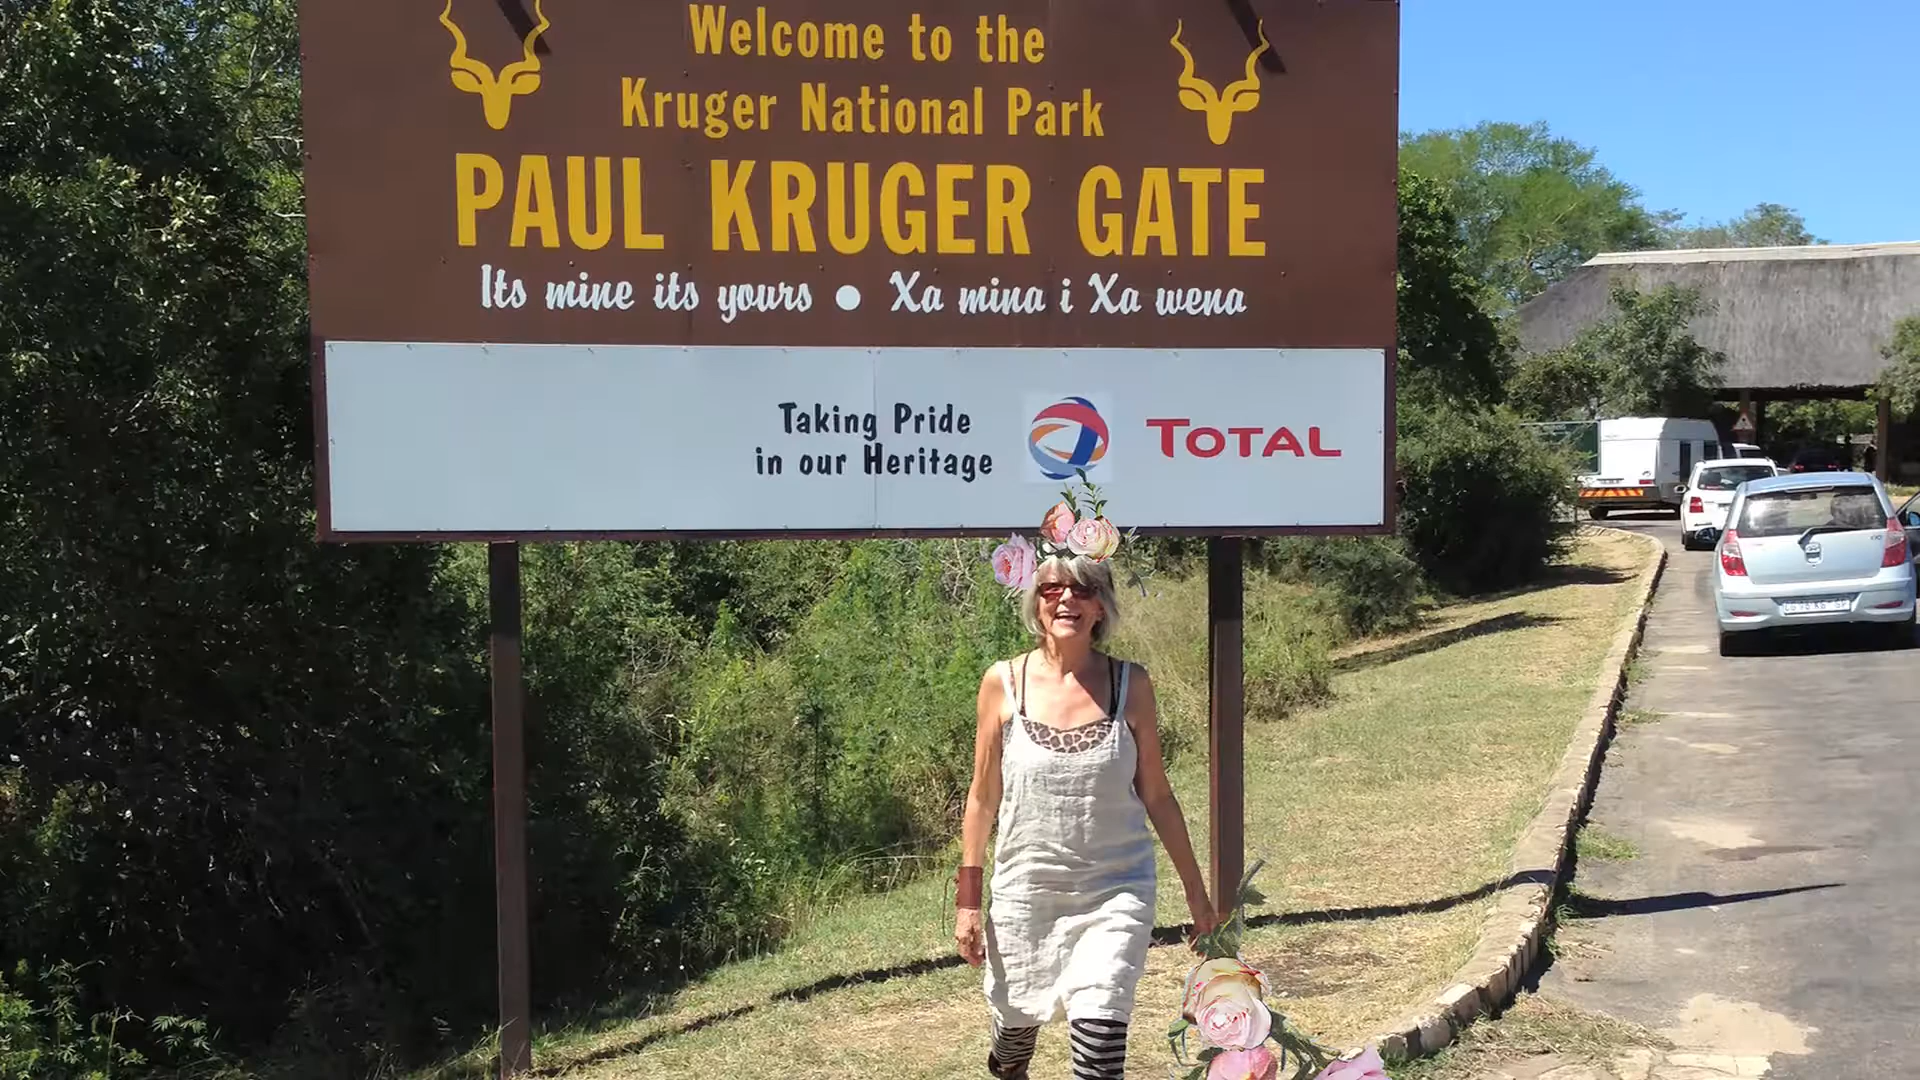 Welcome to the
Kruger National Park
PAUL KRUGER GATE
Its mine its yours • Xa mina i Xa wena
Taking Pride
in our Heritage
TOTAL